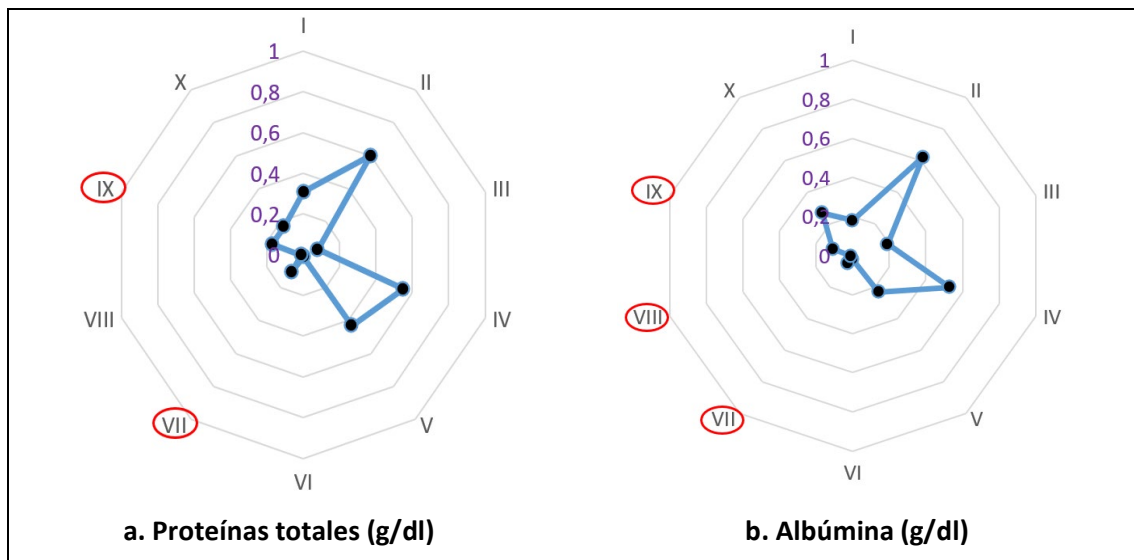 I
1
X
II
0,8
0,6
0,4
IX
III
0,2
0
VIII
IV
VII
V
VI
a. Proteínas totales (g/dl)
I
1
X
II
0,8
0,6
0,4
IX
III
0,2
0
VIII
IV
VII
V
VI
b. Albúmina (g/dl)